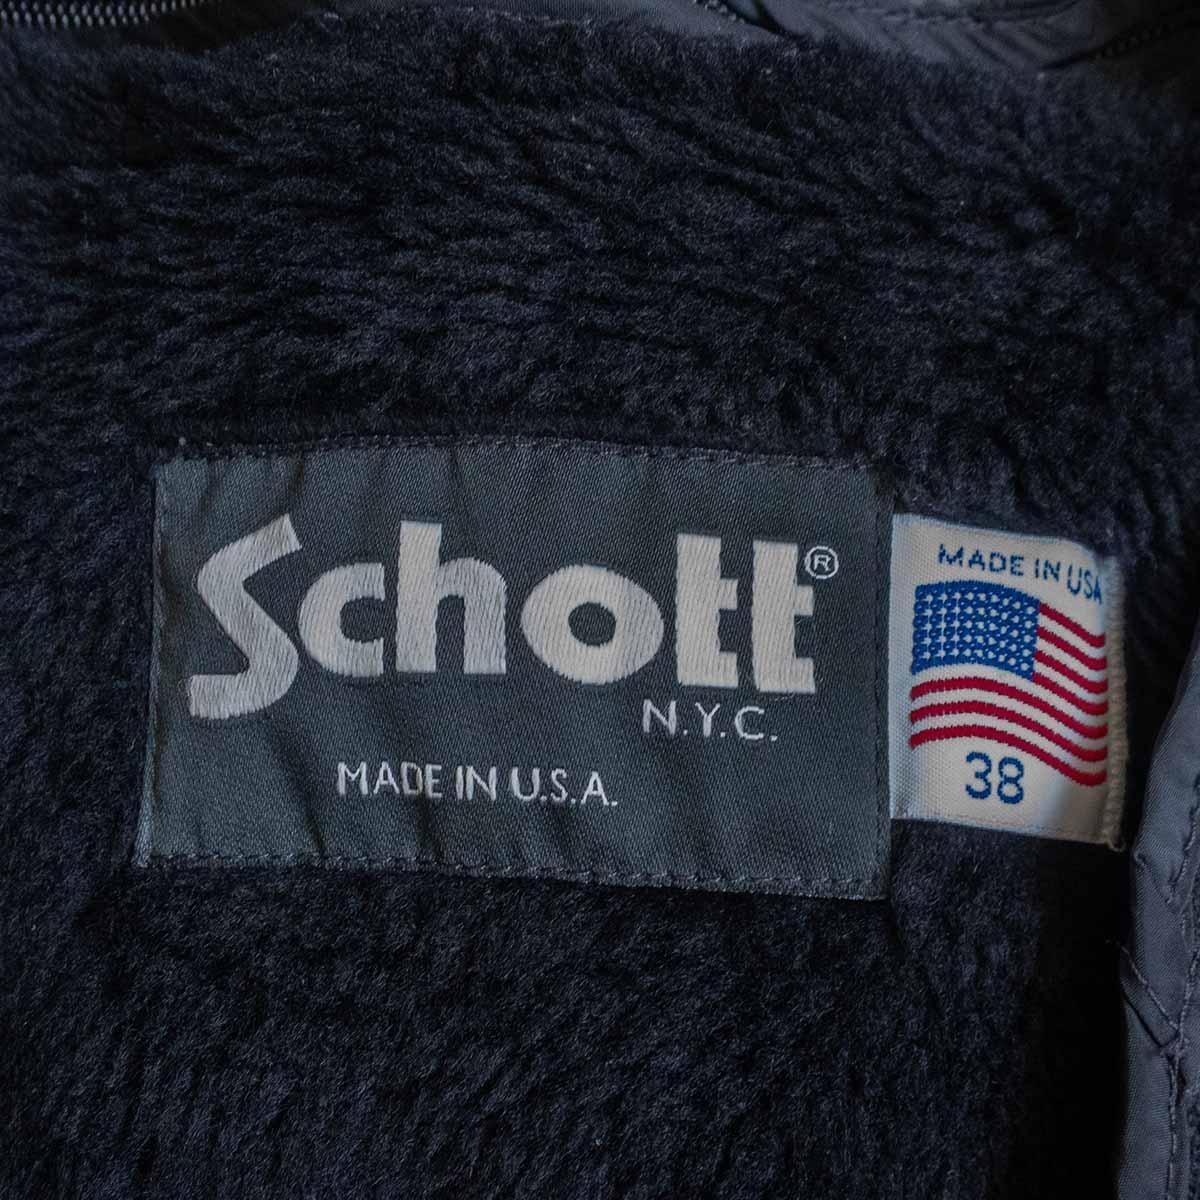 Schott®
N.Y.C.
MADE IN U.S.A.
MADE IN USA
38